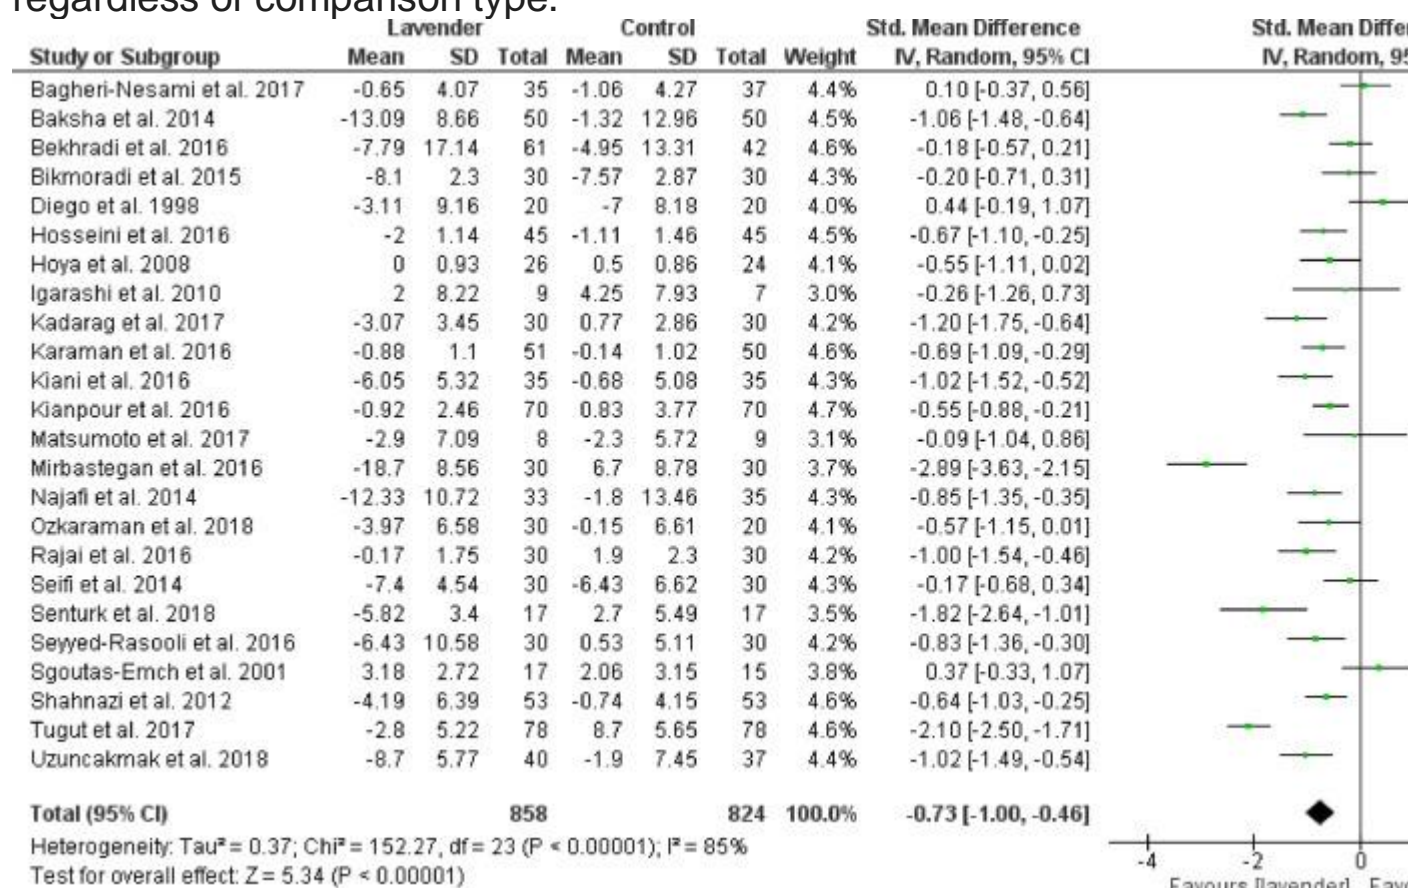 regardless of comparison type.
Lavender Control Std. Mean Difference Std. Mean Diffe
Study or Subgroup Mean SD Total Mean SD Total Weight IV, Random, 95% CI IV, Random, 95
Bagheri-Nesami et al. 2017 -0.65 4.07 35 -1.06 4.27 37 4.4% 0.10 [-0.37, 0.56]
Baksha et al. 2014 -13.09 8.66 50 -1.32 12.96 50 4.5% -1.06 [-1.48, -0.64]
Bekhradi et al. 2016 -7.79 17.14 61 -4.95 13.31 42 4.6% -0.18 [-0.57, 0.21]
Bikmoradi et al. 2015 -8.1 2.3 30 -7.57 2.87 30 4.3% -0.20 [-0.71, 0.31]
Diego et al. 1998 -3.11 9.16 20 -7 8.18 20 4.0% 0.44 [-0.19, 1.07]
Hosseini et al. 2016 -2 1.14 45 -1.11 1.46 45 4.5% -0.67 [-1.10, -0.25]
Hoya et al. 2008 0 0.93 26 0.5 0.86 24 4.1% -0.55 [-1.11, 0.02]
Igarashi et al. 2010 2 8.22 9 4.25 7.93 7 3.0% -0.26 [-1.26, 0.73]
Kadarag et al. 2017 -3.07 3.45 30 0.77 2.86 30 4.2% -1.20 [-1.75, -0.64]
Karaman et al. 2016 -0.88 1.1 51 -0.14 1.02 50 4.6% -0.69 [-1.09, -0.29]
Kiani et al. 2016 -6.05 5.32 35 -0.68 5.08 35 4.3% -1.02 [-1.52, -0.52]
Kianpour et al. 2016 -0.92 2.46 70 0.83 3.77 70 4.7% -0.55 [-0.88, -0.21]
Matsumoto et al. 2017 -2.9 7.09 8 -2.3 5.72 9 3.1% -0.09 [-1.04, 0.86]
Mirbastegan et al. 2016 -18.7 8.56 30 6.7 8.78 30 3.7% -2.89 [-3.63, -2.15]
Najafi et al. 2014 -12.33 10.72 33 -1.8 13.46 35 4.3% -0.85 [-1.35, -0.35]
Ozkaraman et al. 2018 -3.97 6.58 30 -0.15 6.61 20 4.1% -0.57 [-1.15, 0.01]
Rajai et al. 2016 -0.17 1.75 30 1.9 2.3 30 4.2% -1.00 [-1.54, -0.46]
Seifi et al. 2014 -7.4 4.54 30 -6.43 6.62 30 4.3% -0.17 [-0.68, 0.34]
Senturk et al. 2018 -5.82 3.4 17 2.7 5.49 17 3.5% -1.82 [-2.64, -1.01]
Seyyed-Rasooli et al. 2016 -6.43 10.58 30 0.53 5.11 30 4.2% -0.83 [-1.36, -0.30]
Sgoutas-Emch et al. 2001 3.18 2.72 17 2.06 3.15 15 3.8% 0.37 [-0.33, 1.07]
Shahnazi et al. 2012 -4.19 6.39 53 -0.74 4.15 53 4.6% -0.64 [-1.03, -0.25]
Tugut et al. 2017 -2.8 5.22 78 8.7 5.65 78 4.6% -2.10 [-2.50, -1.71]
Uzuncakmak et al. 2018 -8.7 5.77 40 -1.9 7.45 37 4.4% -1.02 [-1.49, -0.54]
Total (95% CI) 858 824 100.0% -0.73 [-1.00, -0.46]
Heterogeneity: Tau² = 0.37; Chi² = 152.27, df = 23 (P < 0.00001); I² = 85%
Test for overall effect: Z = 5.34 (P < 0.00001)
-4 -2 0
Favours [lavender] Favo